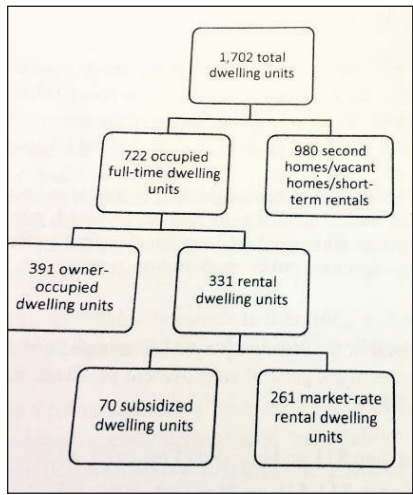 1,702 total
dwelling units
722 occupied
full-time dwelling
units
980 second
homes/vacant
homes/short-
term rentals
391 owner-
occupied
dwelling units
331 rental
dwelling units
70 subsidized
dwelling units
261 market-rate
rental dwelling
units